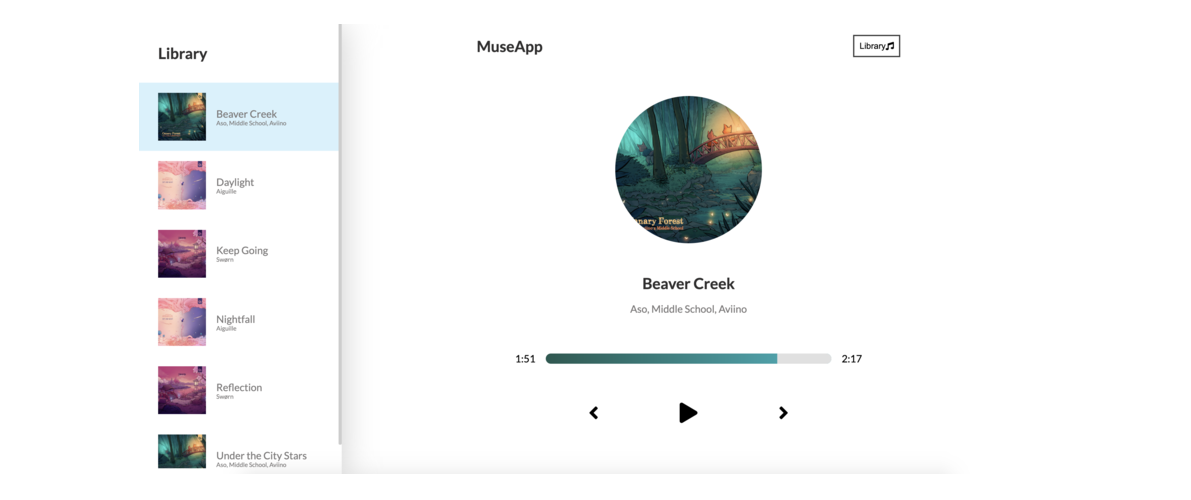 Library
Beaver Creek
Aso, Middle School, Aviino
Daylight
Aiguille
Keep Going
Swørn
Nightfall
Aiguille
Reflection
Swørn
Under the City Stars
Aso, Middle School, Aviino
MuseApp
Library
nary Forest
Middle School
Beaver Creek
Aso, Middle School, Aviino
1:51
2:17